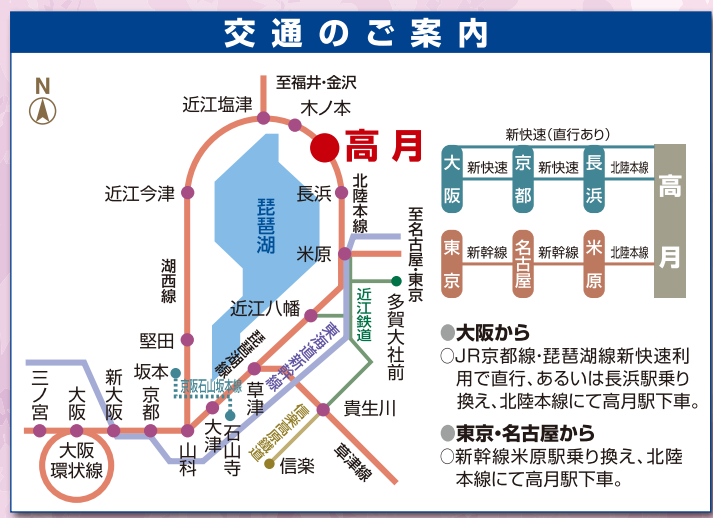 交通のご案内
N
至福井・金沢
近江塩津
木ノ本
高月
近江今津
長浜
北陸本線
琵琶湖
米原
至名古屋・東京
湖西線
近江八幡
近江鉄道
多賀大社前
堅田
琵琶湖線
東海道新幹線
坂本
京阪石山坂本線
草津
三ノ宮
大阪
新大阪
京都
山科
大津
石山寺
貴生川
信楽高原鐵道
信楽
草津線
大阪環状線
新快速（直行あり）
大阪
新快速
京都
新快速
長浜
北陸本線
高月
東京
新幹線
名古屋
新幹線
米原
北陸本線
●大阪から
○JR京都線・琵琶湖線新快速利
用で直行、あるいは長浜駅乗り
換え、北陸本線にて高月駅下車。
●東京・名古屋から
○新幹線米原駅乗り換え、北陸
本線にて高月駅下車。